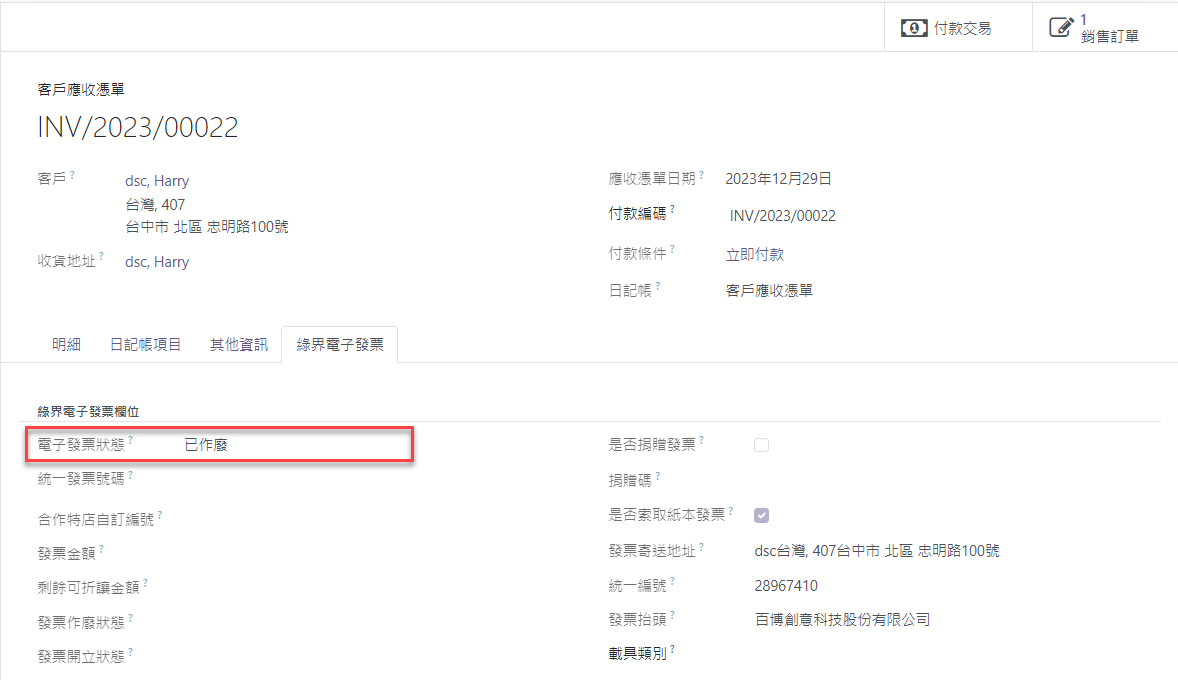 付款交易
1
銷售訂單
客戶應收憑單
INV/2023/00022
客戶 ? dsc, Harry
台灣, 407
台中市 北區 忠明路100號
收貨地址 ? dsc, Harry
應收憑單日期 ? 2023年12月29日
付款編碼 ? INV/2023/00022
付款條件 ? 立即付款
日記帳 ? 客戶應收憑單
明細 日記帳項目 其他資訊 綠界電子發票
綠界電子發票欄位
電子發票狀態 ? 已作廢
統一發票號碼 ?
合作特店自訂編號 ?
發票金額 ?
剩餘可折讓金額 ?
發票作廢狀態 ?
發票開立狀態 ?
是否捐贈發票 ?
捐贈碼 ?
是否索取紙本發票 ?
發票寄送地址 ? dsc台灣, 407台中市 北區 忠明路100號
統一編號 ? 28967410
發票抬頭 ? 百博創意科技股份有限公司
載具類別 ?